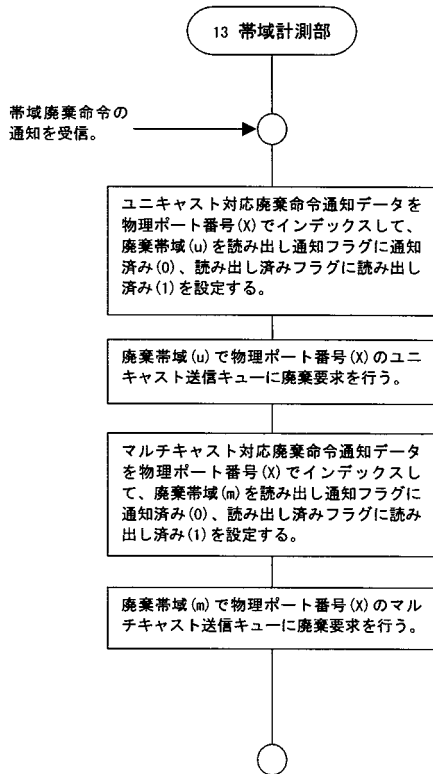 13 帯域計測部
帯域廃棄命令の
通知を受信。
ユニキャスト対応廃棄命令通知データを
物理ポート番号(X)でインデックスして、
廃棄帯域(u)を読み出し通知フラグに通知
済み(0)、読み出し済みフラグに読み出し
済み(1)を設定する。
廃棄帯域(u)で物理ポート番号(X)のユニ
キャスト送信キューに廃棄要求を行う。
マルチキャスト対応廃棄命令通知データ
を物理ポート番号(X)でインデックスし
て、廃棄帯域(m)を読み出し通知フラグに
通知済み(0)、読み出し済みフラグに読み
出し済み(1)を設定する。
廃棄帯域(m)で物理ポート番号(X)のマル
チキャスト送信キューに廃棄要求を行う。